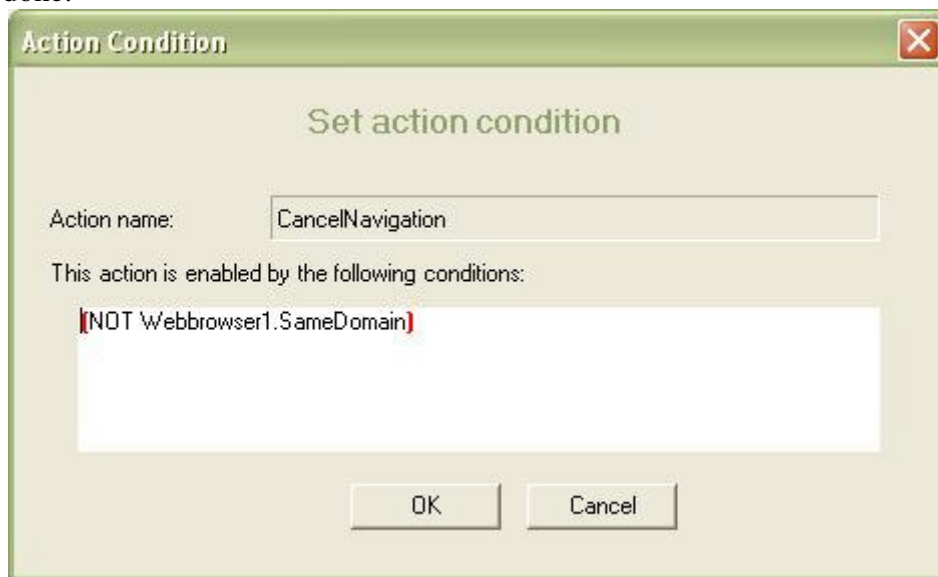 done.
Action Condition
Set action condition
Action name: CancelNavigation
This action is enabled by the following conditions:
(NOT Webbrowser1.SameDomain)
OK Cancel